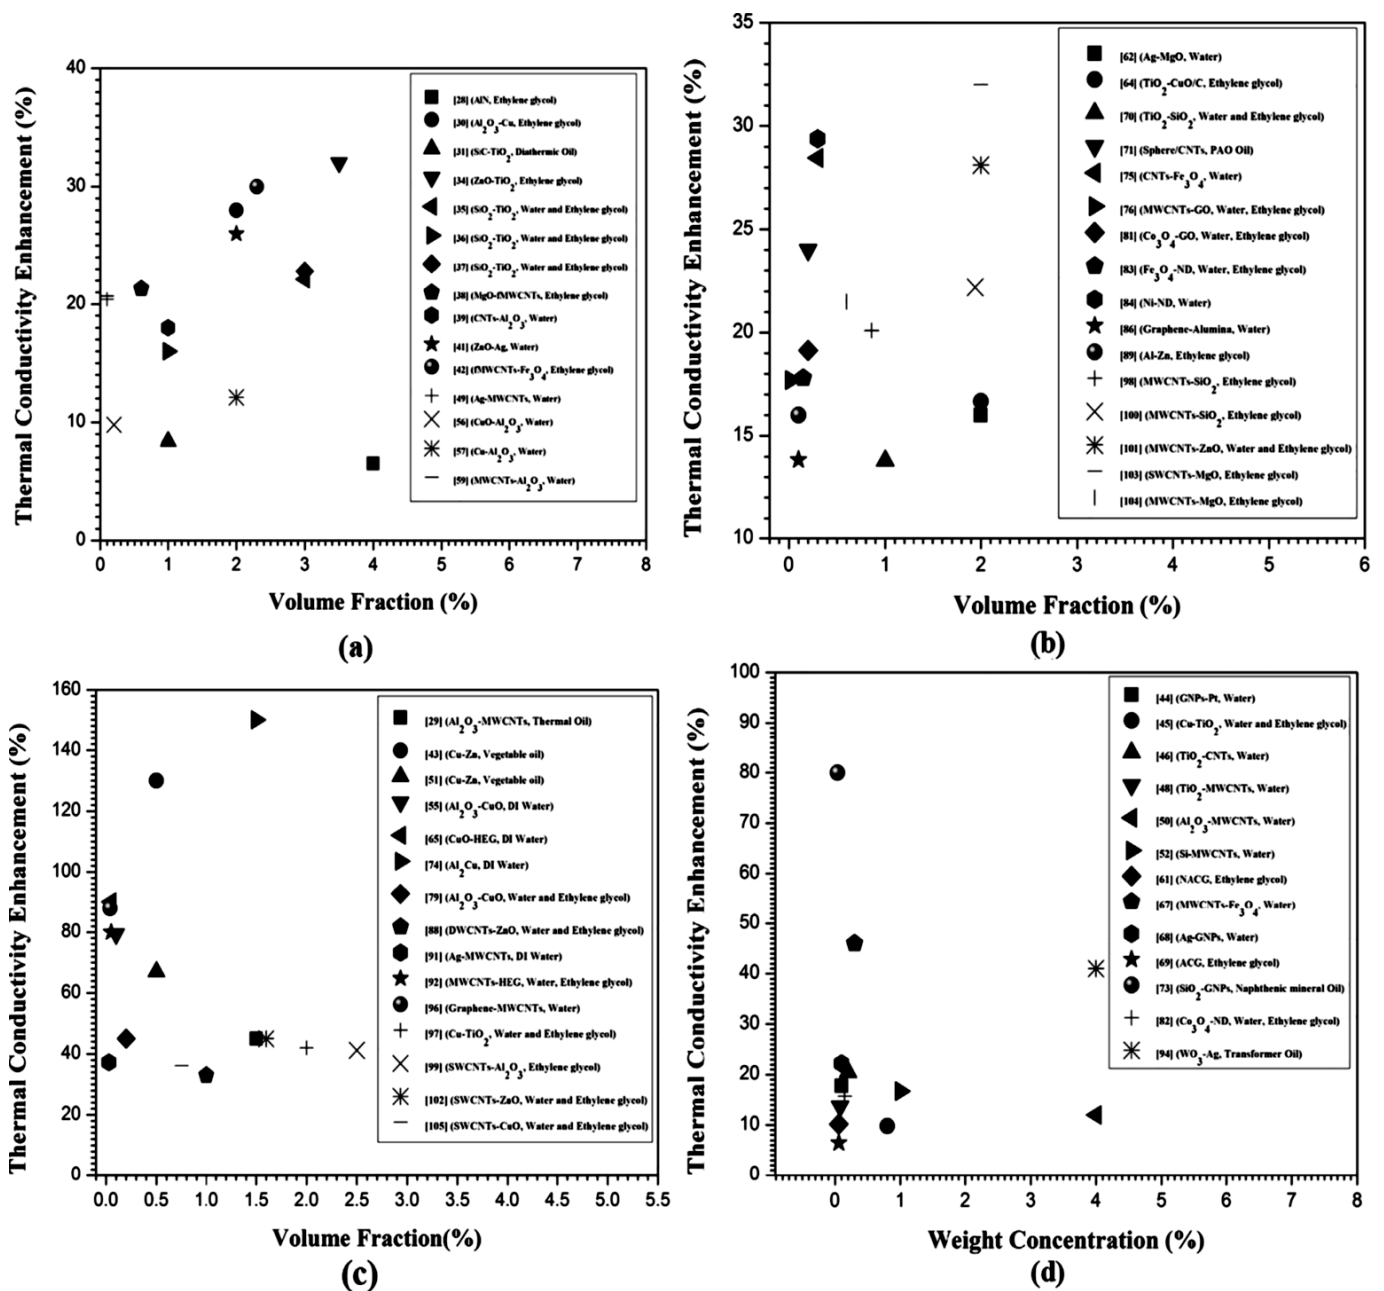 Thermal Conductivity Enhancement (%)
40
30
20
10
0
0 1 2 3 4 5 6 7 8
Volume Fraction (%)
[28] (AlN, Ethylene glycol)
[30] (Al2O3-Cu, Ethylene glycol)
[31] (SiC-TiO2, Diathermic Oil)
[34] (ZnO-TiO2, Ethylene glycol)
[35] (SiO2-TiO2, Water and Ethylene glycol)
[36] (SiO2-TiO2, Water and Ethylene glycol)
[37] (SiO2-TiO2, Water and Ethylene glycol)
[38] (MgO-fMWCNTs, Ethylene glycol)
[39] (CNTs-Al2O3, Water)
[41] (ZnO-Ag, Water)
[42] (fMWCNTs-Fe3O4, Ethylene glycol)
[49] (Ag-MWCNTs, Water)
[56] (CuO-Al2O3, Water)
[57] (Cu-Al2O3, Water)
[59] (MWCNTs-Al2O3, Water)
(a)
Thermal Conductivity Enhancement (%)
35
30
25
20
15
10
0 1 2 3 4 5 6
Volume Fraction (%)
[62] (Ag-MgO, Water)
[64] (TiO2-CuO/C, Ethylene glycol)
[70] (TiO2-SiO2, Water and Ethylene glycol)
[71] (Sphere/CNTs, PAO Oil)
[75] (CNTs-Fe3O4, Water)
[76] (MWCNTs-GO, Water, Ethylene glycol)
[81] (Co3O4-GO, Water, Ethylene glycol)
[83] (Fe3O4-ND, Water, Ethylene glycol)
[84] (Ni-ND, Water)
[86] (Graphene-Alumina, Water)
[89] (Al-Zn, Ethylene glycol)
[98] (MWCNTs-SiO2, Ethylene glycol)
[100] (MWCNTs-SiO2, Ethylene glycol)
[101] (MWCNTs-ZnO, Water and Ethylene glycol)
[103] (SWCNTs-MgO, Ethylene glycol)
[104] (MWCNTs-MgO, Ethylene glycol)
(b)
Thermal Conductivity Enhancement (%)
160
140
120
100
80
60
40
20
0
0.0 0.5 1.0 1.5 2.0 2.5 3.0 3.5 4.0 4.5 5.0 5.5
Volume Fraction(%)
[29] (Al2O3-MWCNTs, Thermal Oil)
[43] (Cu-Zn, Vegetable oil)
[51] (Cu-Zn, Vegetable oil)
[55] (Al2O3-CuO, DI Water)
[65] (CuO-HEG, DI Water)
[74] (Al2Cu, DI Water)
[79] (Al2O3-CuO, Water and Ethylene glycol)
[88] (DWCNTs-ZnO, Water and Ethylene glycol)
[91] (Ag-MWCNTs, DI Water)
[92] (MWCNTs-HEG, Water, Ethylene glycol)
[96] (Graphene-MWCNTs, Water)
[97] (Cu-TiO2, Water and Ethylene glycol)
[99] (SWCNTs-Al2O3, Ethylene glycol)
[102] (SWCNTs-ZnO, Water and Ethylene glycol)
[105] (SWCNTs-CuO, Water and Ethylene glycol)
(c)
Thermal Conductivity Enhancement (%)
100
90
80
70
60
50
40
30
20
10
0
0 1 2 3 4 5 6 7 8
Weight Concentration (%)
[44] (GNPs-Pt, Water)
[45] (Cu-TiO2, Water and Ethylene glycol)
[46] (TiO2-CNTs, Water)
[48] (TiO2-MWCNTs, Water)
[50] (Al2O3-MWCNTs, Water)
[52] (Si-MWCNTs, Water)
[61] (NACG, Ethylene glycol)
[67] (MWCNTs-Fe3O4, Water)
[68] (Ag-GNPs, Water)
[69] (ACG, Ethylene glycol)
[73] (SiO2-GNPs, Naphthenic mineral Oil)
[82] (Co3O4-ND, Water, Ethylene glycol)
[94] (WO3-Ag, Transformer Oil)
(d)